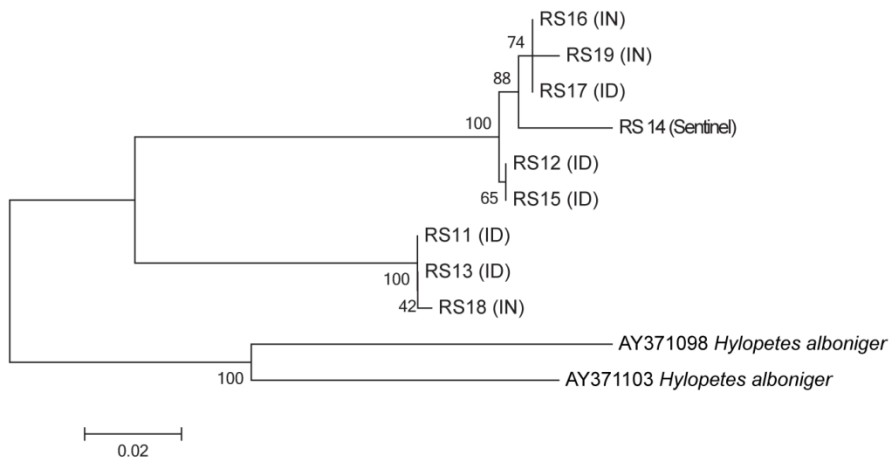 RS16 (IN)
74
RS19 (IN)
88
RS17 (ID)
100
RS 14 (Sentinel)
RS12 (ID)
65
RS15 (ID)
RS11 (ID)
100
RS13 (ID)
42
RS18 (IN)
AY371098 Hylopetes alboniger
100
AY371103 Hylopetes alboniger
0.02